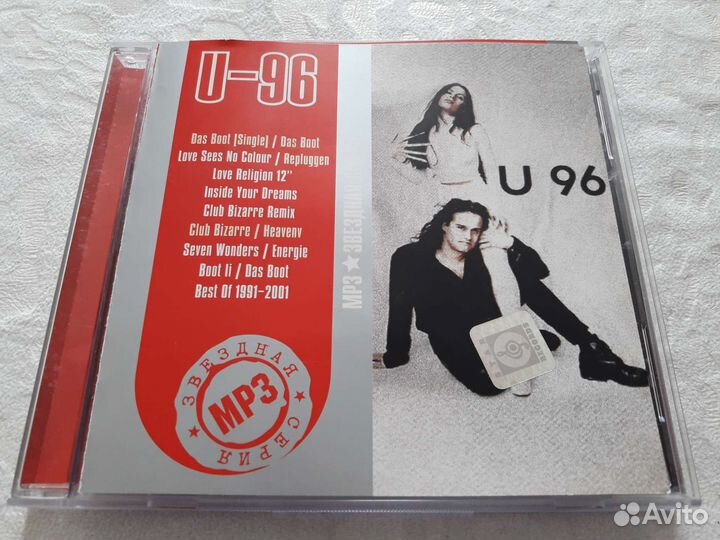 U-96
Das Boot [Single] / Das Boot
Love Sees No Colour / Repluggen
Love Religion 12"
Inside Your Dreams
Club Bizarre Remix
Club Bizarre / Heavenv
Seven Wonders / Energie
Boot Ii / Das Boot
Best Of 1991-2001
ЗВЕЗДНАЯ
MP3
СЕРИЯ
MP3 ★ ЗВЕЗДНАЯ
U 96
Avito